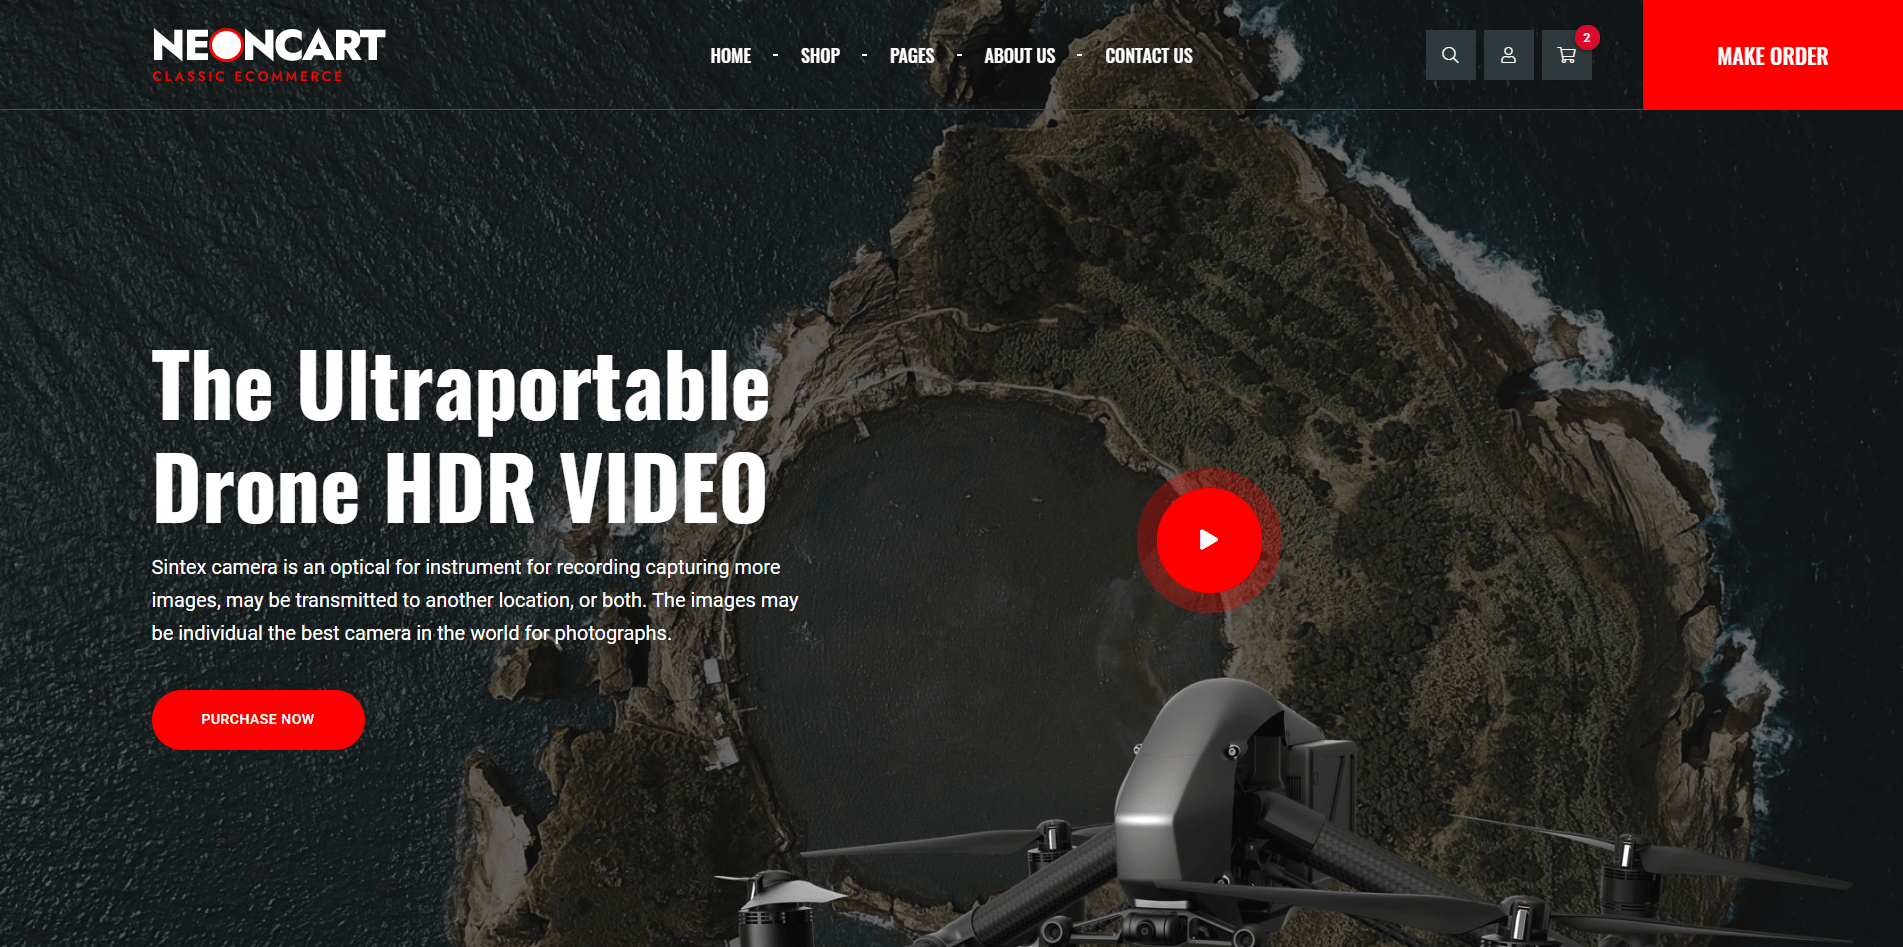 NEONCART
CLASSIC ECOMMERCE
HOME - SHOP - PAGES - ABOUT US - CONTACT US
2
MAKE ORDER
The Ultraportable
Drone HDR VIDEO
Sintex camera is an optical for instrument for recording capturing more
images, may be transmitted to another location, or both. The images may
be individual the best camera in the world for photographs.
PURCHASE NOW